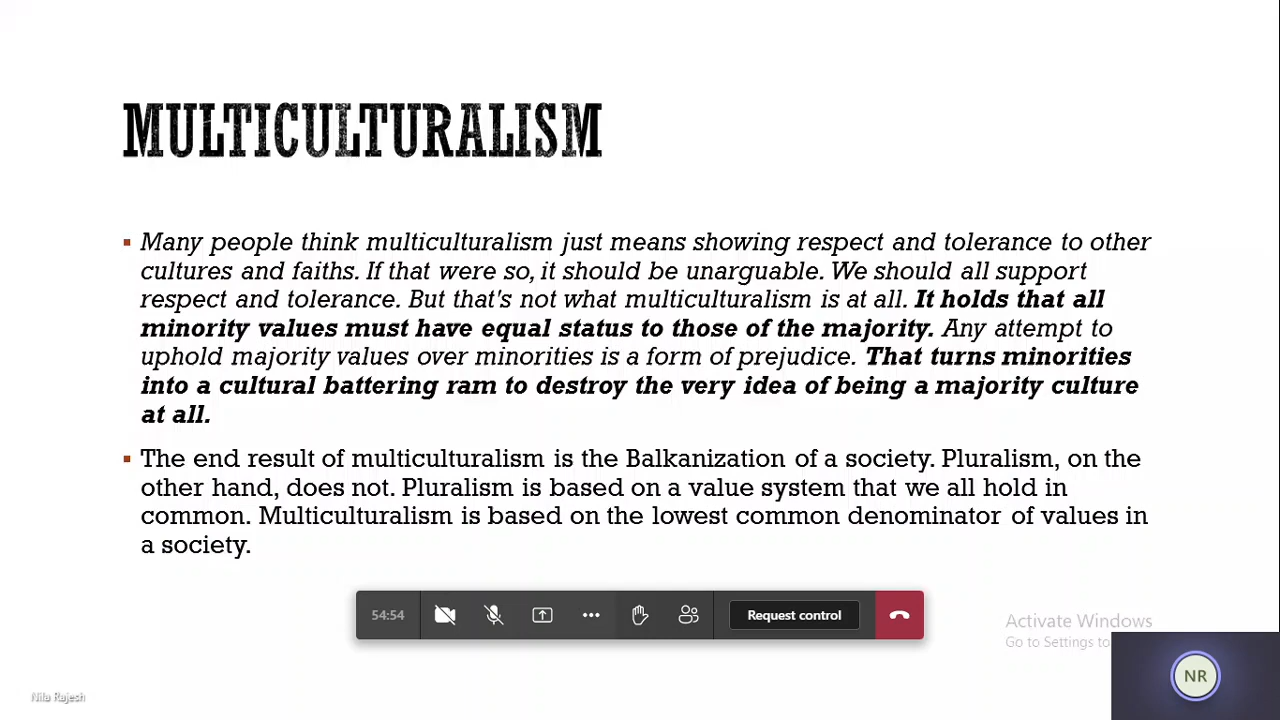 MULTICULTURALISM
Many people think multiculturalism just means showing respect and tolerance to other
cultures and faiths. If that were so, it should be unarguable. We should all support
respect and tolerance. But that's not what multiculturalism is at all. It holds that all
minority values must have equal status to those of the majority. Any attempt to
uphold majority values over minorities is a form of prejudice. That turns minorities
into a cultural battering ram to destroy the very idea of being a majority culture
at all.
The end result of multiculturalism is the Balkanization of a society. Pluralism, on the
other hand, does not. Pluralism is based on a value system that we all hold in
common. Multiculturalism is based on the lowest common denominator of values in
a society.
54:54
Request control
Activate Windows
Go to Settings to
NR
Nila Rajesh